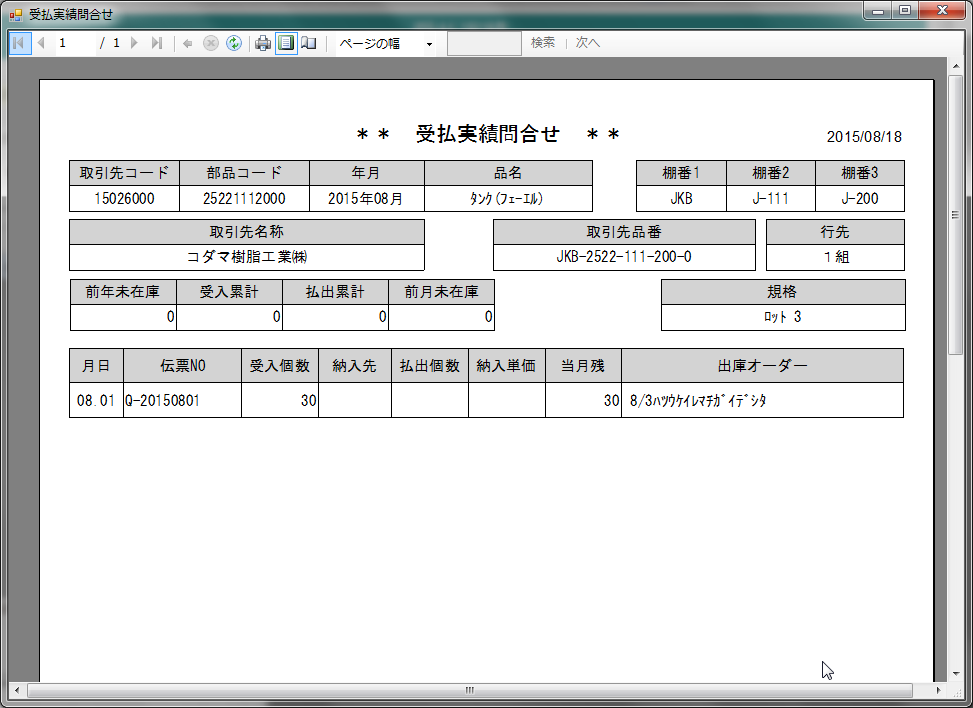 受払実績問合せ
1 / 1 ページの幅 検索 次へ
** 受払実績問合せ **
2015/08/18
取引先コード 部品コード 年月 品名 棚番1 棚番2 棚番3
15026000 25221112000 2015年08月 ﾀﾝｸ(ﾌｪｰｴﾙ) JKB J-111 J-200
取引先名称 取引先品番 行先
コダマ樹脂工業㈱ JKB-2522-111-200-0 1組
前年未在庫 受入累計 払出累計 前月未在庫 規格
0 0 0 0 ﾛｯﾄ 3
月日 伝票NO 受入個数 納入先 払出個数 納入単価 当月残 出庫オーダー
08.01 Q-20150801 30 30 8/3ﾊﾂｳｹｲﾚﾏﾁｶﾞｲﾃﾞｼﾀ